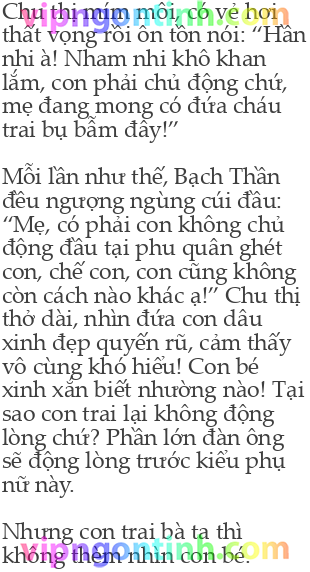 vipngontinh.com
Chu thị mím môi, có vẻ hơi
thất vọng rồi ôn tồn nói: “Hân
nhi à! Nham nhi khô khan
lắm, con phải chủ động chứ,
mẹ đang mong có đứa cháu
trai bụ bẫm đây!”
Mỗi lần như thế, Bạch Thần
đều ngượng ngùng cúi đầu:
“Mẹ, có phải con không chủ
động đâu tại phu quân ghét
con, chế con, con cũng không
còn cách nào khác ạ!” Chu thị
thở dài, nhìn đứa con dâu
xinh đẹp quyến rũ, cảm thấy
vô cùng khó hiểu! Con bé
xinh xắn biết nhường nào! Tại
sao con trai lại không động
lòng chứ? Phần lớn đàn ông
sẽ động lòng trước kiểu phụ
nữ này.
Nhưng con trai bà ta thì
không thèm nhìn con bé.
vipngontinh.com